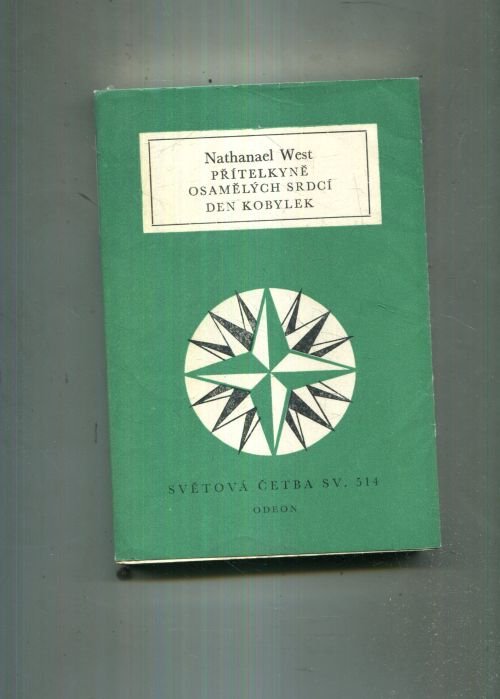 Nathanael West
PŘÍTELKYNĚ
OSAMĚLÝCH SRDCÍ
DEN KOBYLEK
SVĚTOVÁ ČETBA SV. 514
ODEON